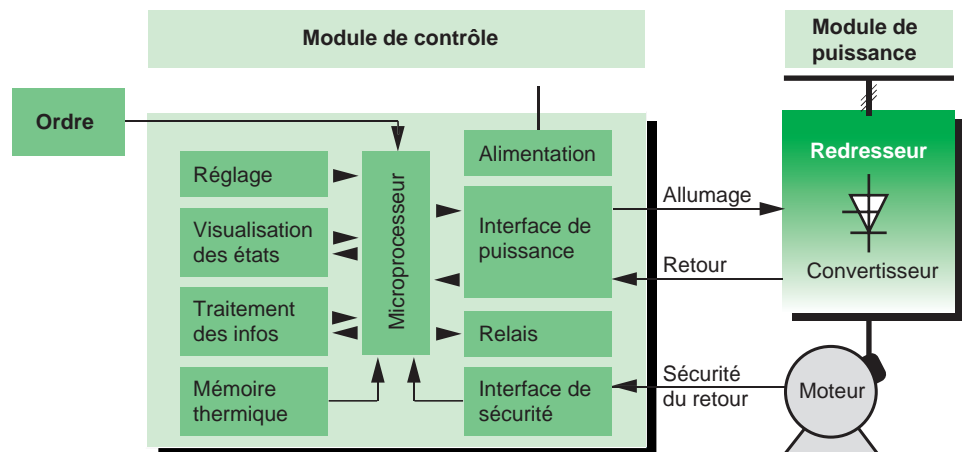 Module de contrôle
Module de
puissance
Ordre
Alimentation
Redresseur
Réglage
Microprocesseur
Allumage
Visualisation
des états
Interface de
puissance
Retour
Convertisseur
Traitement
des infos
Relais
Mémoire
thermique
Interface de
sécurité
Sécurité
du retour
Moteur